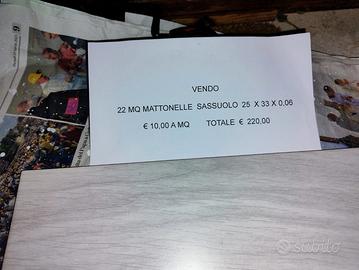 VENDO
22 MQ MATTONELLE SASSUOLO 25 X 33 X 0,06
€ 10,00 A MQ TOTALE € 220,00
subito